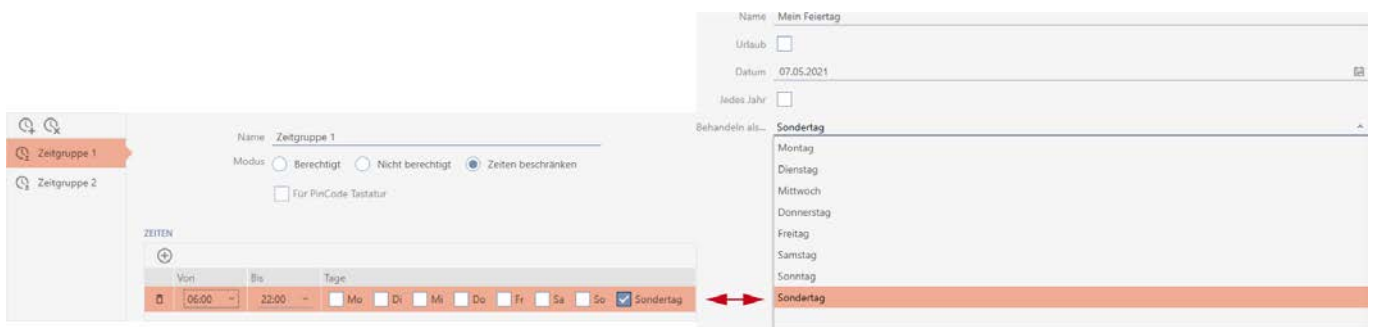 Zeitgruppe 1
Zeitgruppe 2
Name Zeitgruppe 1
Modus Berechtigt Nicht berechtigt Zeiten beschränken
Für PinCode Tastatur
ZEITEN
Von Bis Tage
06:00 22:00 Mo Di Mi Do Fr Sa So Sondertag
Name Mein Feiertag
Urlaub
Datum 07.05.2021
Jedes Jahr
Behandeln als... Sondertag
Montag
Dienstag
Mittwoch
Donnerstag
Freitag
Samstag
Sonntag
Sondertag